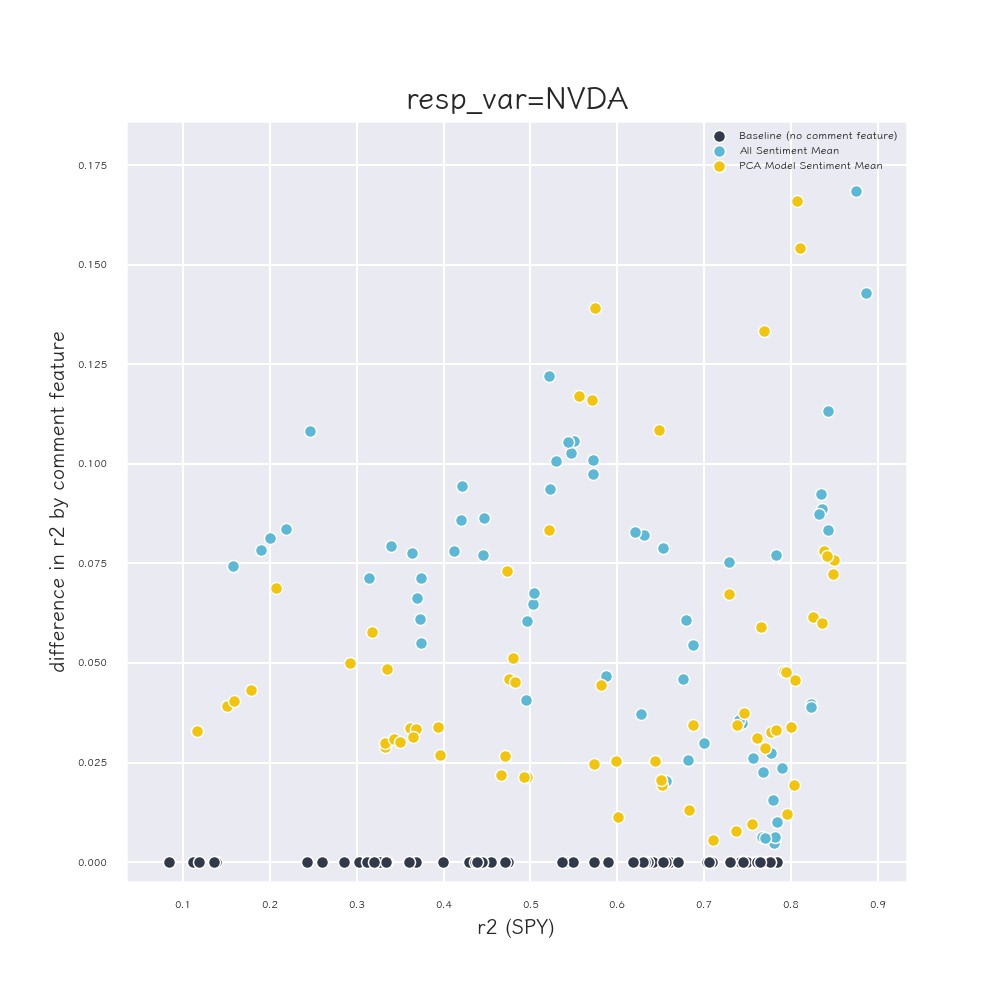 resp_var=NVDA
Baseline (no comment feature)
All Sentiment Mean
PCA Model Sentiment Mean
difference in r2 by comment feature
0.175
0.150
0.125
0.100
0.075
0.050
0.025
0.000
0.1 0.2 0.3 0.4 0.5 0.6 0.7 0.8 0.9
r2 (SPY)